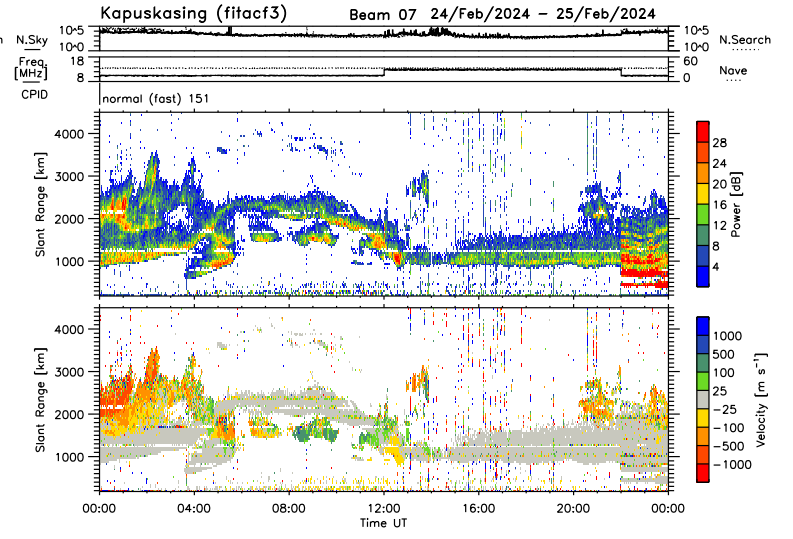 Kapuskasing (fitacf3) Beam 07 24/Feb/2024 − 25/Feb/2024
n N.Sky 10^5 10^5 N.Search
10^0 10^0
Freq. 18 60 Nave
[MHz] 8 0
CPID normal (fast) 151
Slant Range [km]
4000
3000
2000
1000
Power [dB]
28
24
20
16
12
8
4
Slant Range [km]
4000
3000
2000
1000
Velocity [m s⁻¹]
1000
500
100
25
−25
−100
−500
−1000
00:00 04:00 08:00 12:00 16:00 20:00 00:00
Time UT